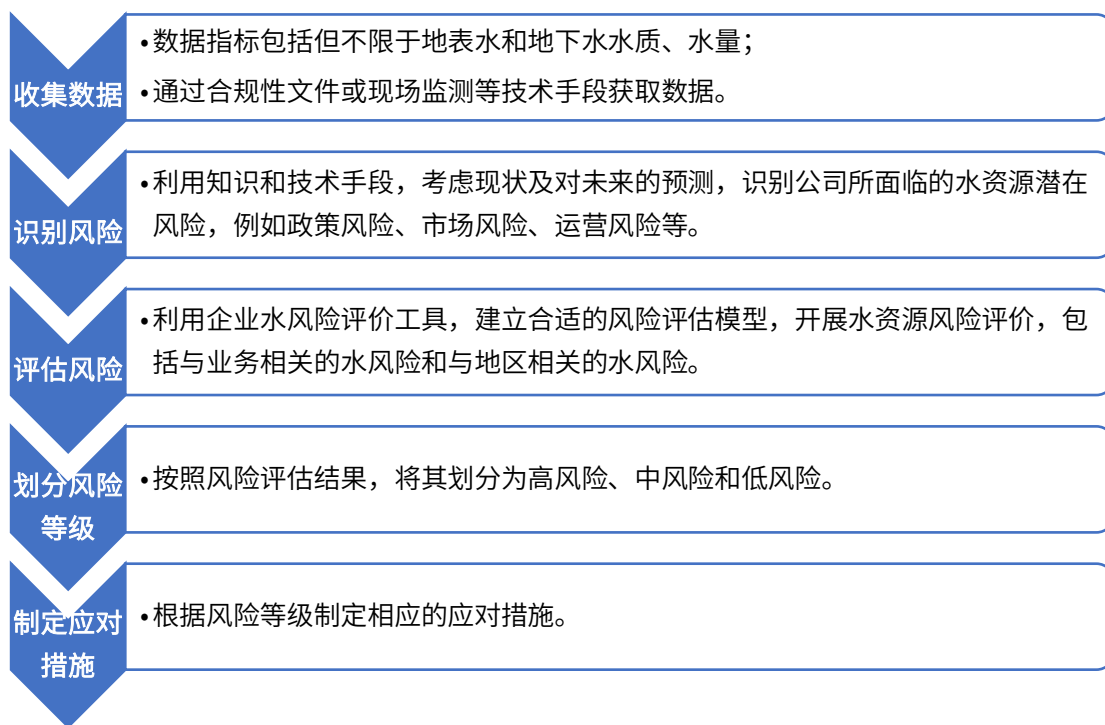 收集数据
•数据指标包括但不限于地表水和地下水水质、水量；
•通过合规性文件或现场监测等技术手段获取数据。
识别风险
•利用知识和技术手段，考虑现状及对未来的预测，识别公司所面临的水资源潜在
风险，例如政策风险、市场风险、运营风险等。
评估风险
•利用企业水风险评价工具，建立合适的风险评估模型，开展水资源风险评价，包
括与业务相关的水风险和与地区相关的水风险。
划分风险
等级
•按照风险评估结果，将其划分为高风险、中风险和低风险。
制定应对
措施
•根据风险等级制定相应的应对措施。